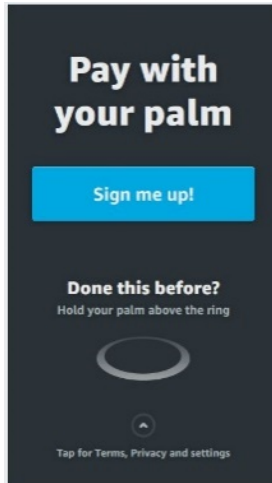 Pay with
your palm
Sign me up!
Done this before?
Hold your palm above the ring
Tap for Terms, Privacy and settings